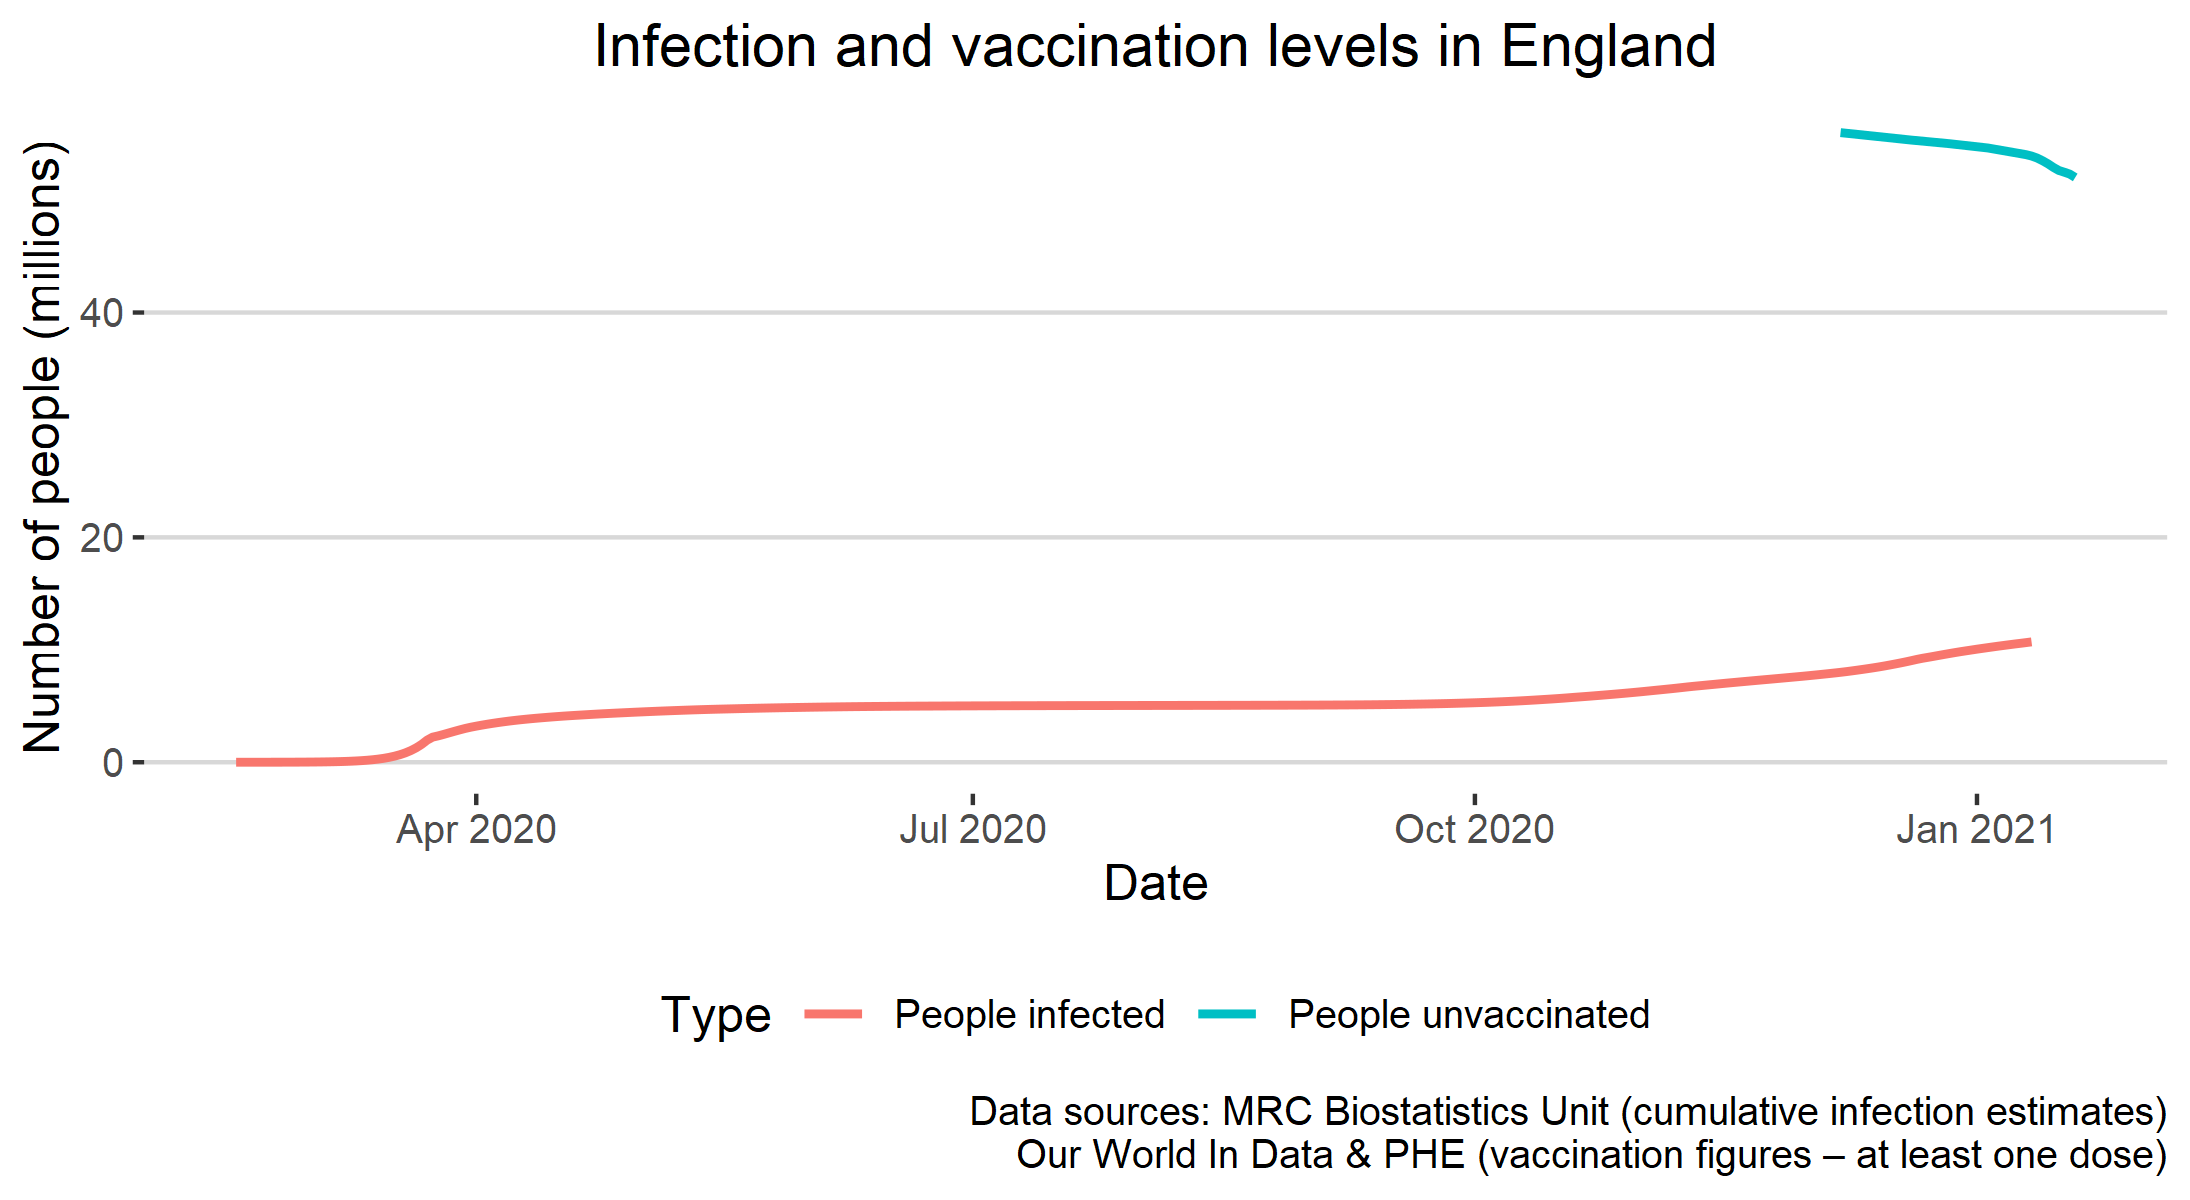 Infection and vaccination levels in England
Number of people (millions)
40
20
0
Apr 2020
Jul 2020
Oct 2020
Jan 2021
Date
Type
People infected
People unvaccinated
Data sources: MRC Biostatistics Unit (cumulative infection estimates)
Our World In Data & PHE (vaccination figures – at least one dose)